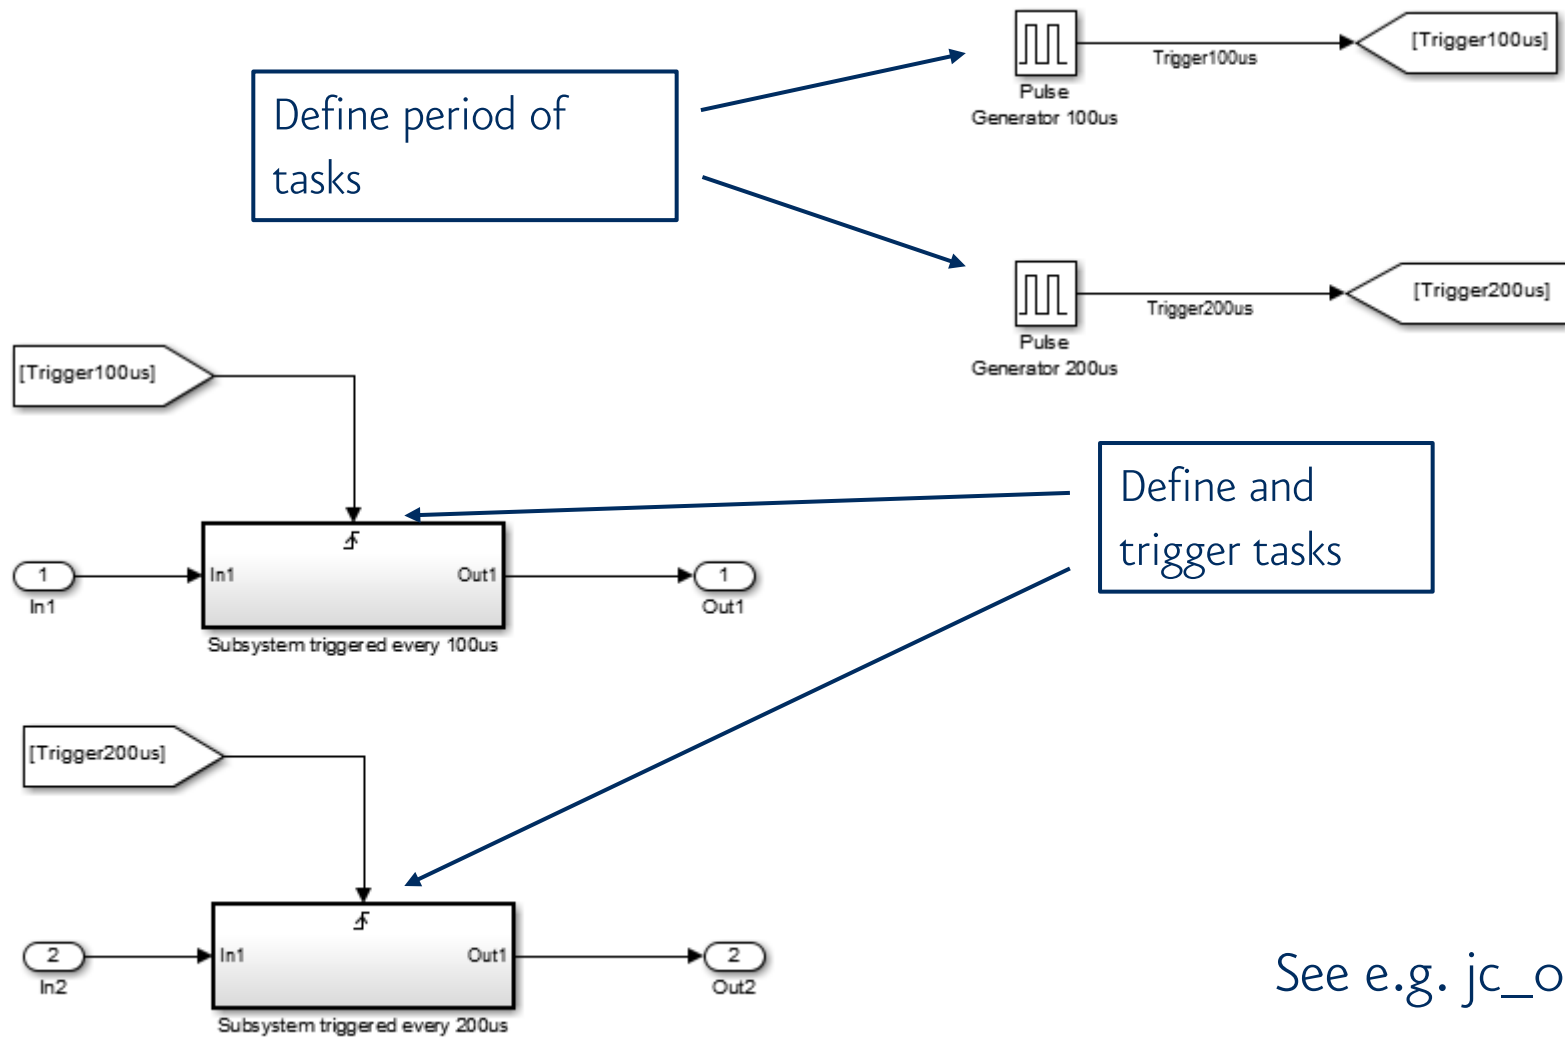 [Trigger100us]
Trigger100us
Pulse
Generator 100us
Define period of
tasks
[Trigger200us]
Trigger200us
Pulse
Generator 200us
[Trigger100us]
Define and
trigger tasks
1
In1
In1
Out1
1
Out1
Subsystem triggered every 100us
[Trigger200us]
2
In2
In1
Out1
2
Out2
Subsystem triggered every 200us
See e.g. jc_o